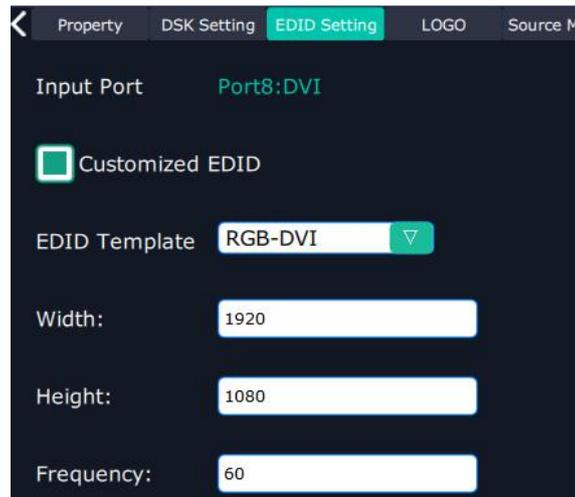 Property DSK Setting EDID Setting LOGO Source M
Input Port Port8:DVI
Customized EDID
EDID Template RGB-DVI
Width: 1920
Height: 1080
Frequency: 60